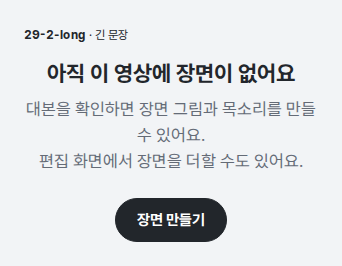 29-2-long · 긴 문장
아직 이 영상에 장면이 없어요
대본을 확인하면 장면 그림과 목소리를 만들
수 있어요.
편집 화면에서 장면을 더할 수도 있어요.
장면 만들기